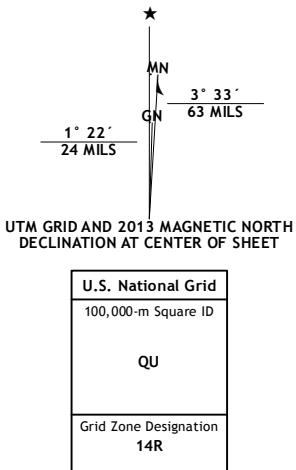 ★
MN
3° 33´
63 MILS
GN
1° 22´
24 MILS
UTM GRID AND 2013 MAGNETIC NORTH
DECLINATION AT CENTER OF SHEET
U.S. National Grid
100,000-m Square ID
QU
Grid Zone Designation
14R